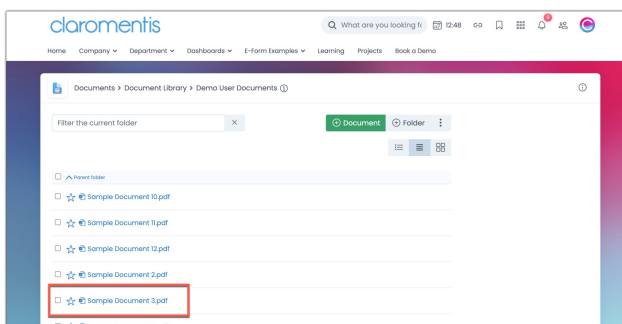 claromentis
What are you looking fo
12:48
6
Home
Company
Department
Dashboards
E-Form Examples
Learning
Projects
Book a Demo
Documents > Document Library > Demo User Documents
Filter the current folder
Document
Folder
Parent folder
Sample Document 10.pdf
Sample Document 11.pdf
Sample Document 12.pdf
Sample Document 2.pdf
Sample Document 3.pdf